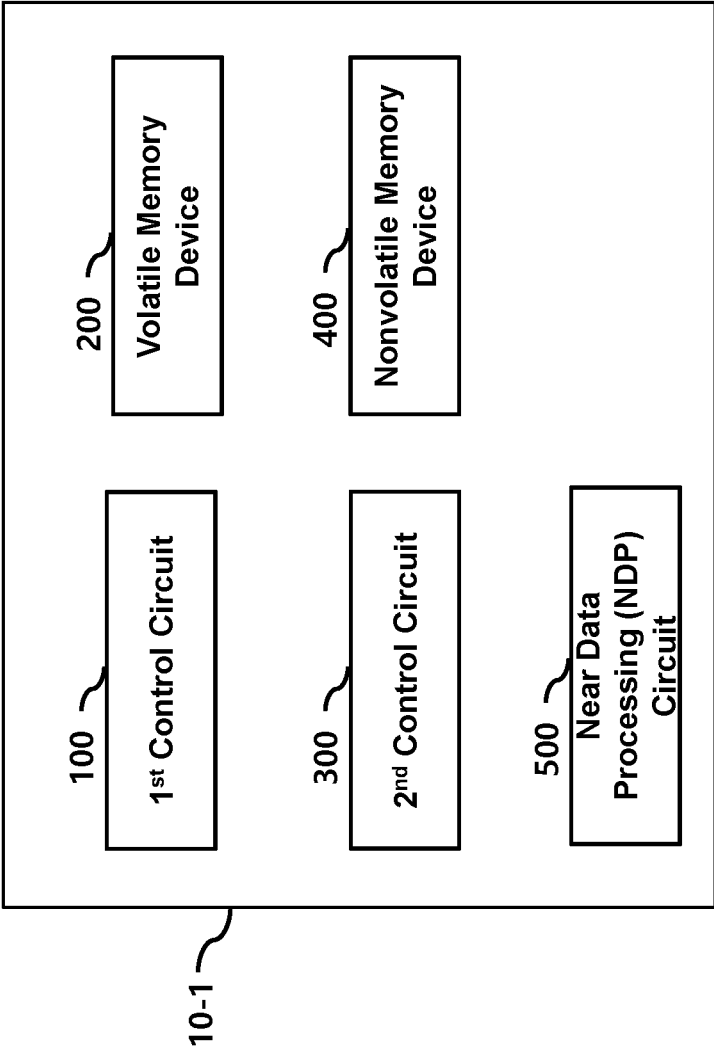 10-1
100
1st Control Circuit
200
Volatile Memory
Device
300
2nd Control Circuit
400
Nonvolatile Memory
Device
500
Near Data
Processing (NDP)
Circuit